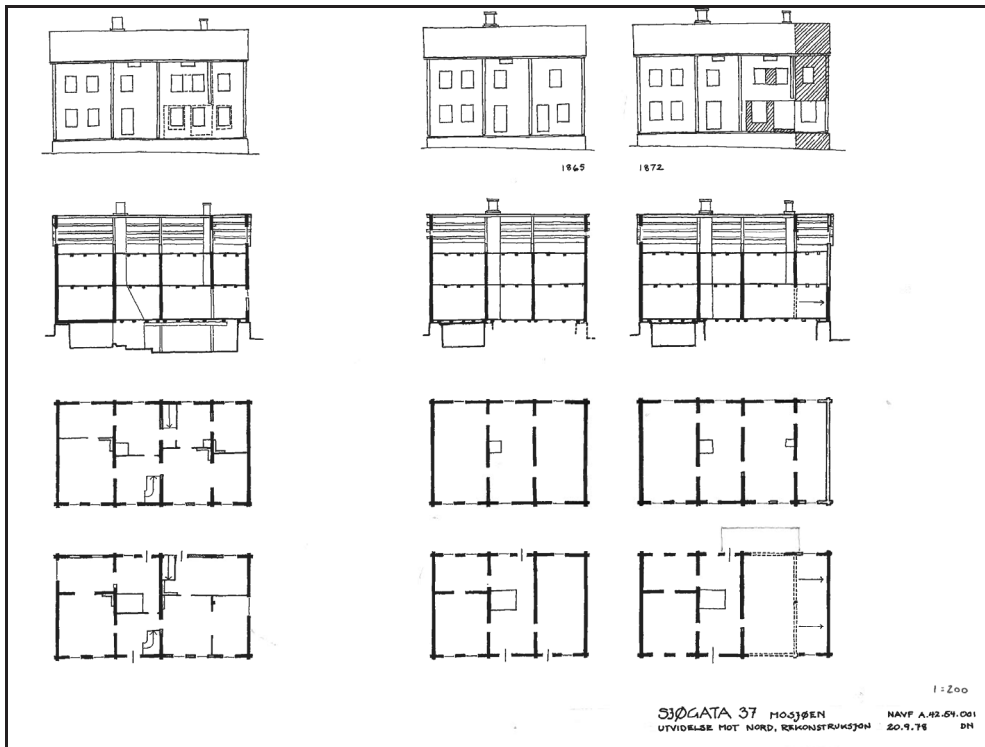 1865
1872
1:200
SJØGATA 37 MOSJØEN
UTVIDELSE MOT NORD, REKONSTRUKSJON
NAVF A.42.54.001
20.9.78 DN